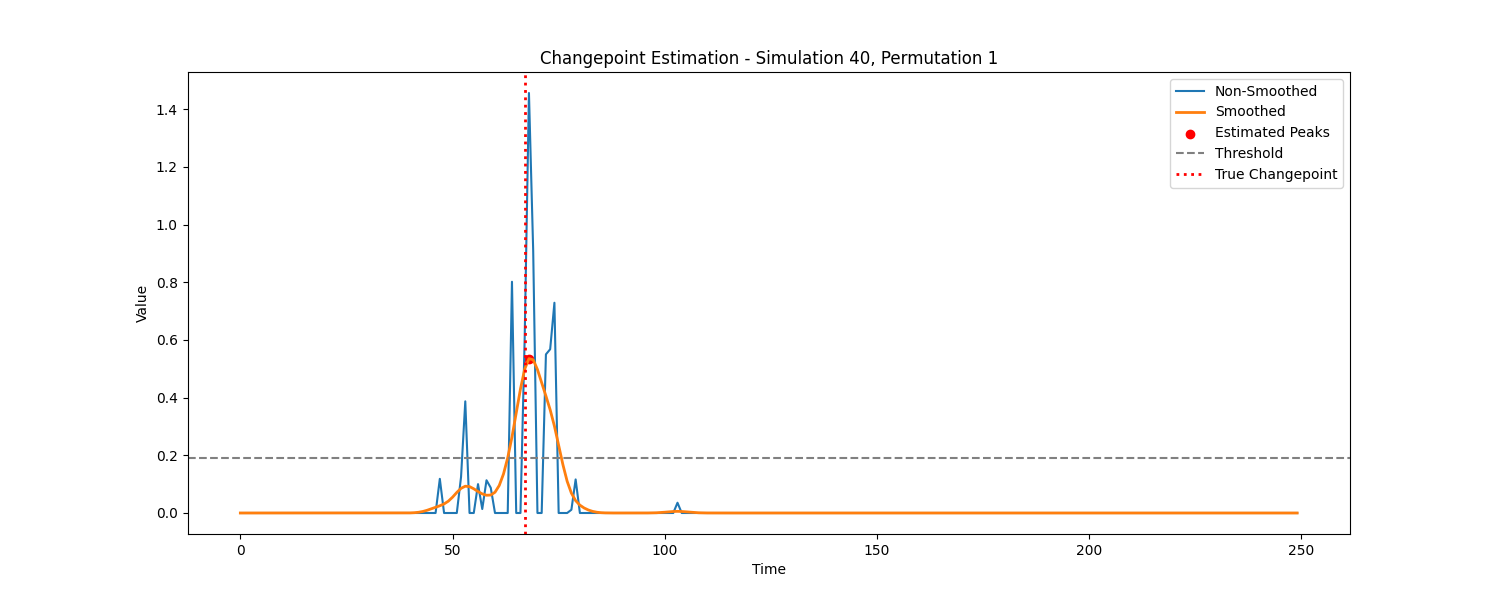 Changepoint Estimation - Simulation 40, Permutation 1
Non-Smoothed
Smoothed
Estimated Peaks
Threshold
True Changepoint
Value
1.4
1.2
1.0
0.8
0.6
0.4
0.2
0.0
0 50 100 150 200 250
Time